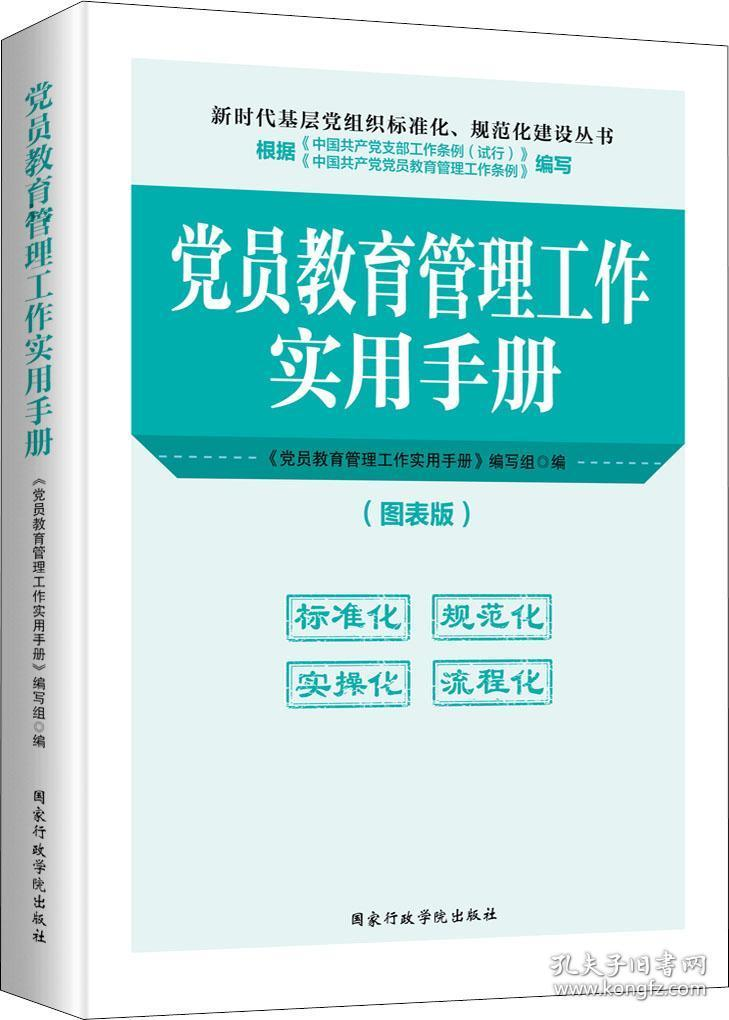 党员教育管理工作实用手册
《党员教育管理工作实用手册》编写组◎编
国家行政学院出版社
新时代基层党组织标准化、规范化建设丛书
根据《中国共产党支部工作条例(试行)》
《中国共产党党员教育管理工作条例》编写
党员教育管理工作
实用手册
《党员教育管理工作实用手册》编写组◎编
(图表版)
标准化 规范化
实操化 流程化
国家行政学院出版社
孔夫子旧书网
www.kongfz.com